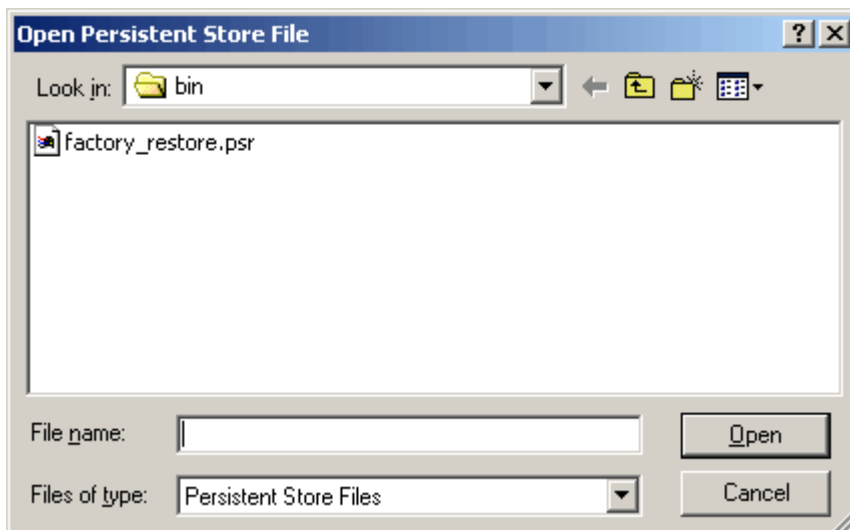 Open Persistent Store File
Look in: bin
factory_restore.psr
File name:
Open
Files of type: Persistent Store Files
Cancel